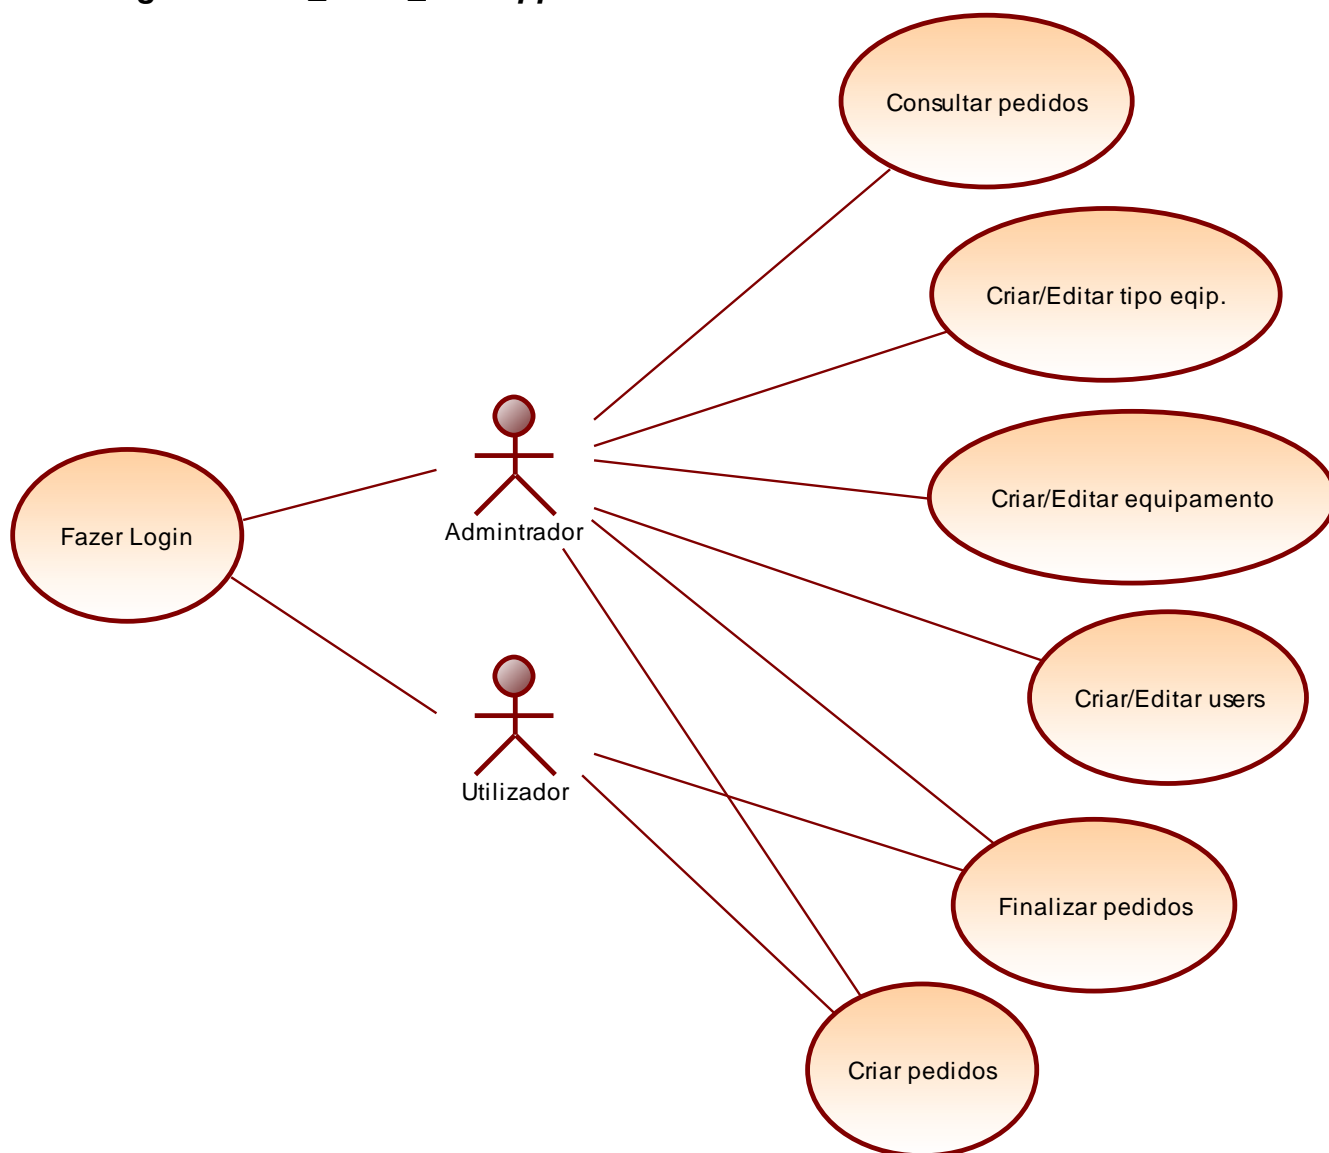 Consultar pedidos
Criar/Editar tipo eqip.
Criar/Editar equipamento
Fazer Login
Admintrador
Criar/Editar users
Utilizador
Finalizar pedidos
Criar pedidos